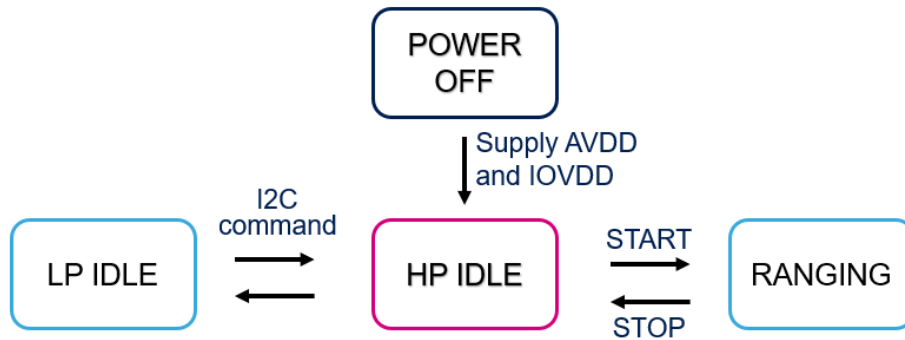 POWER
OFF
Supply AVDD
and IOVDD
I2C
command
LP IDLE
HP IDLE
START
STOP
RANGING